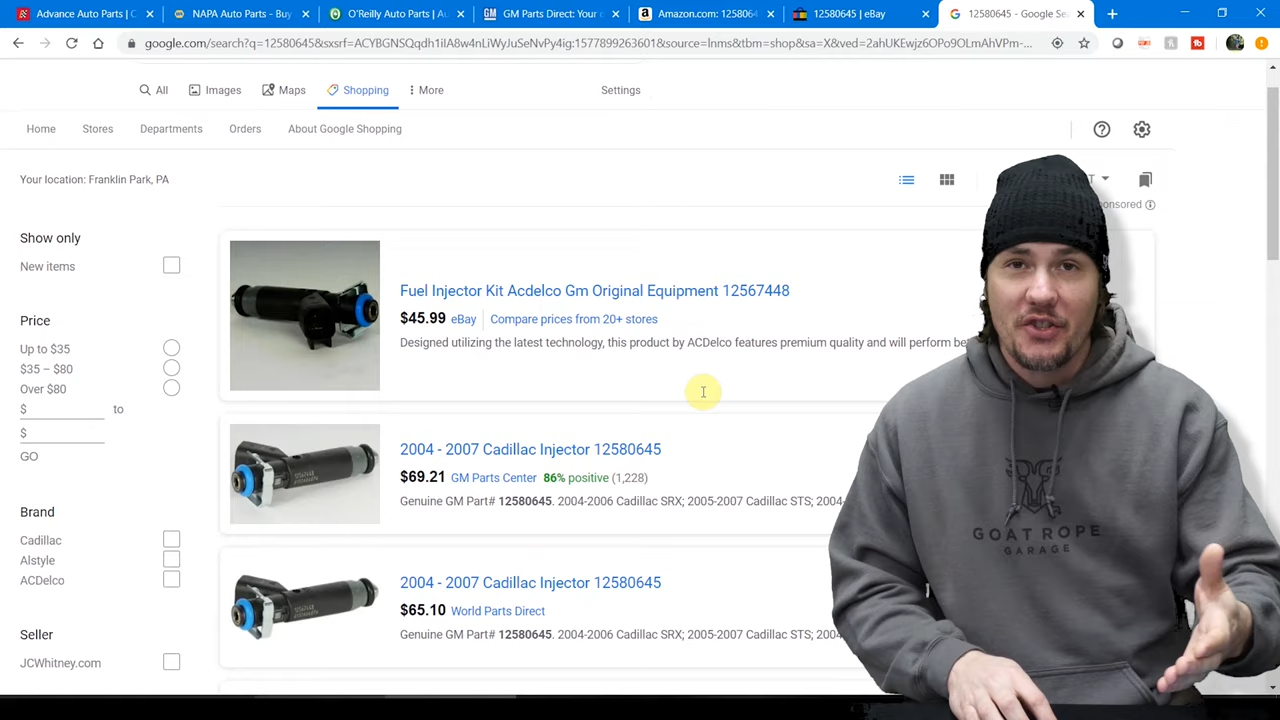 Advance Auto Parts | C
NAPA Auto Parts - Buy
O'Reilly Auto Parts | Au
GM Parts Direct: Your o
Amazon.com: 1258064
12580645 | eBay
12580645 - Google Sea
google.com/search?q=12580645&sxsrf=ACYBGNSQqdh1iIA8w4nLiWyJuSeNvPy4ig:1577899263601&source=lnms&tbm=shop&sa=X&ved=2ahUKEwjz6OPo9OLmAhVPm-...
All Images Maps Shopping More Settings
Home Stores Departments Orders About Google Shopping
Your location: Franklin Park, PA
Sponsored
Show only
New items
Price
Up to $35
$35 – $80
Over $80
$ to
$
GO
Brand
Cadillac
Alstyle
ACDelco
Seller
JCWhitney.com
Fuel Injector Kit Acdelco Gm Original Equipment 12567448
$45.99 eBay Compare prices from 20+ stores
Designed utilizing the latest technology, this product by ACDelco features premium quality and will perform
2004 - 2007 Cadillac Injector 12580645
$69.21 GM Parts Center 86% positive (1,228)
Genuine GM Part# 12580645. 2004-2006 Cadillac SRX; 2005-2007 Cadillac STS; 2004-
2004 - 2007 Cadillac Injector 12580645
$65.10 World Parts Direct
Genuine GM Part# 12580645. 2004-2006 Cadillac SRX; 2005-2007 Cadillac STS; 2004-
GOAT ROPE
GARAGE